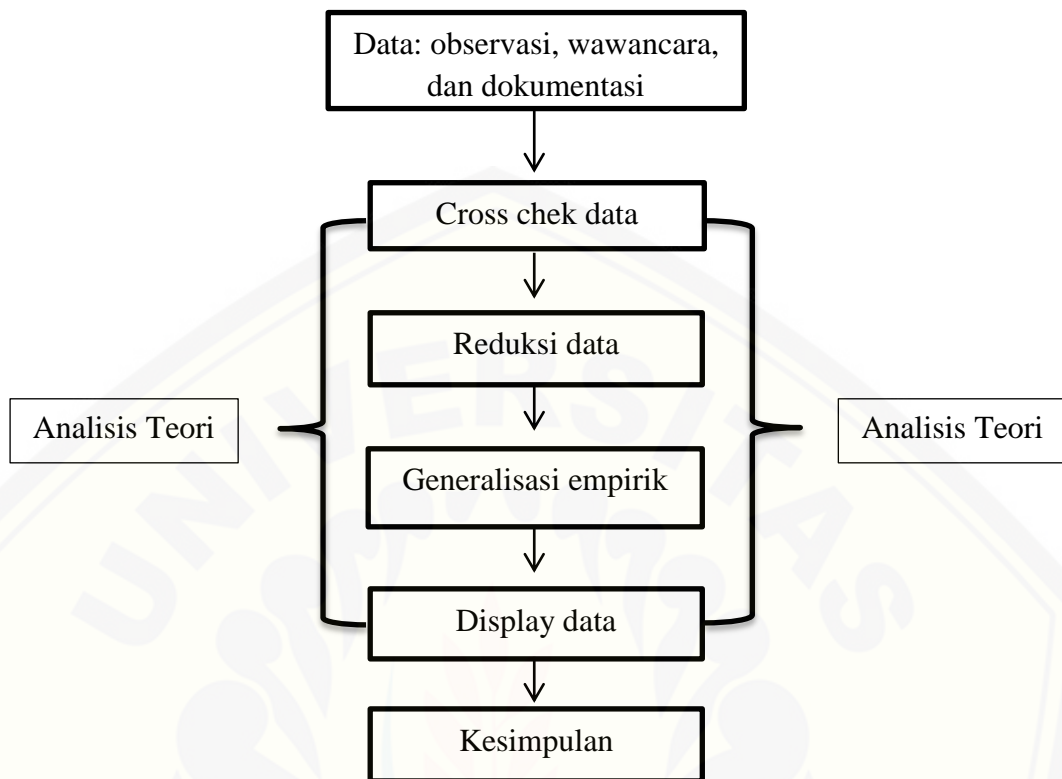 Data: observasi, wawancara,
dan dokumentasi
Cross chek data
Reduksi data
Analisis Teori
Analisis Teori
Generalisasi empirik
Display data
Kesimpulan
UNIVERSITAS